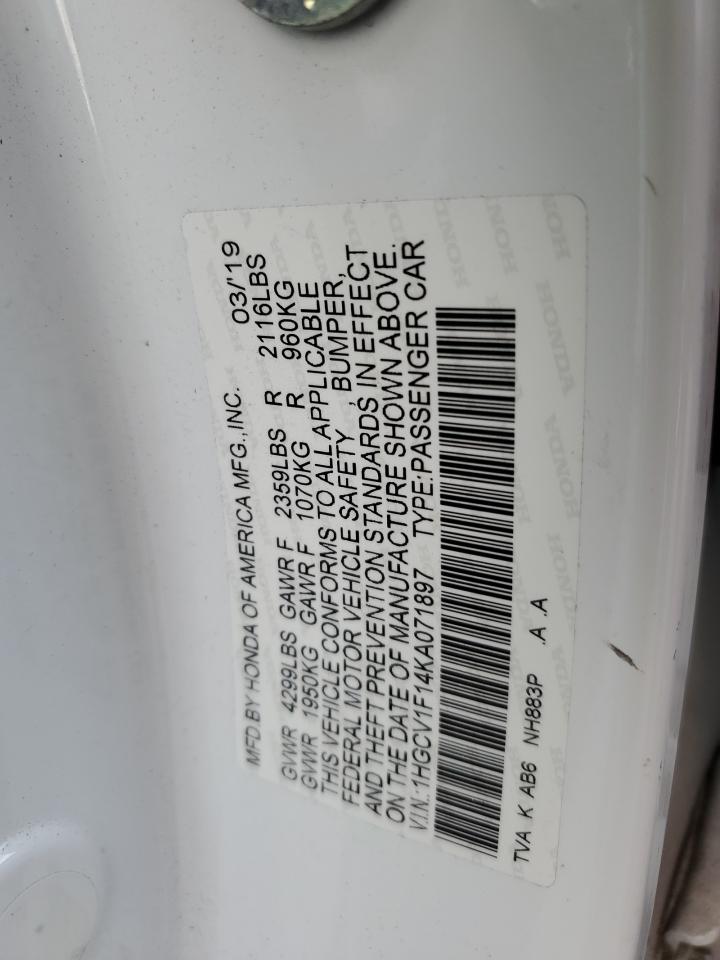 MFD.BY HONDA OF AMERICA MFG.,INC. 03/'19
GVWR 4299LBS GAWR F 2359LBS R 2116LBS
GVWR 1950KG GAWR F 1070KG R 960KG
THIS VEHICLE CONFORMS TO ALL APPLICABLE
FEDERAL MOTOR VEHICLE SAFETY , BUMPER,
AND THEFT PREVENTION STANDARDS IN EFFECT
ON THE DATE OF MANUFACTURE SHOWN ABOVE.
V.I.N.:1HGCV1F14KA071897 TYPE:PASSENGER CAR
TVA K AB6 NH883P .A .A